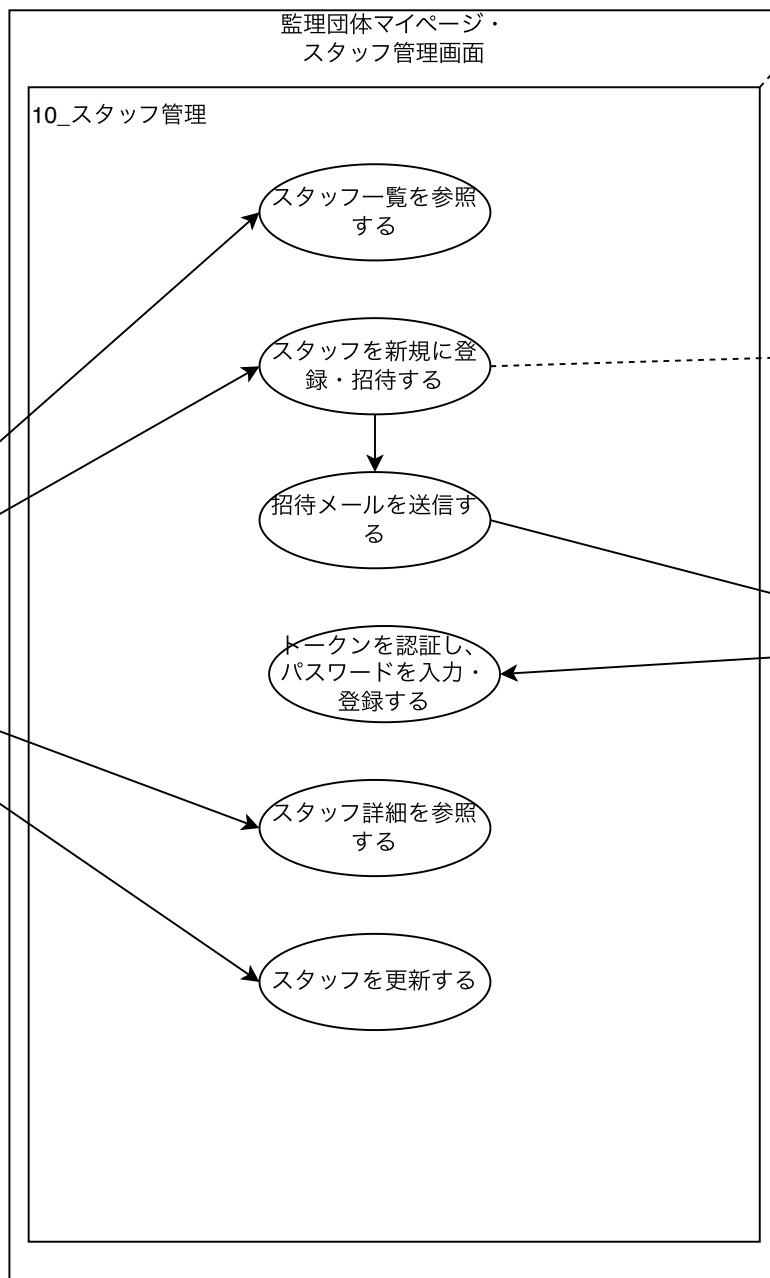 監理団体マイページ・
スタッフ管理画面
10_スタッフ管理
スタッフ一覧を参照
する
スタッフを新規に登
録・招待する
招待メールを送信す
る
トークンを認証し、
パスワードを入力・
登録する
スタッフ詳細を参照
する
スタッフを更新する